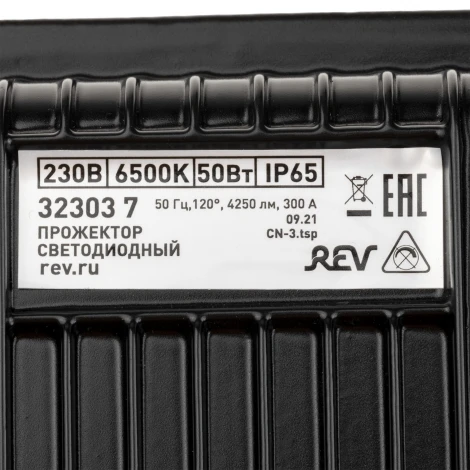 230В 6500К 50Вт IP65
32303 7 50 Гц,120°, 4250 лм, 300 А
09.21
ПРОЖЕКТОР CN-3.tsp
СВЕТОДИОДНЫЙ
rev.ru REV
EAC